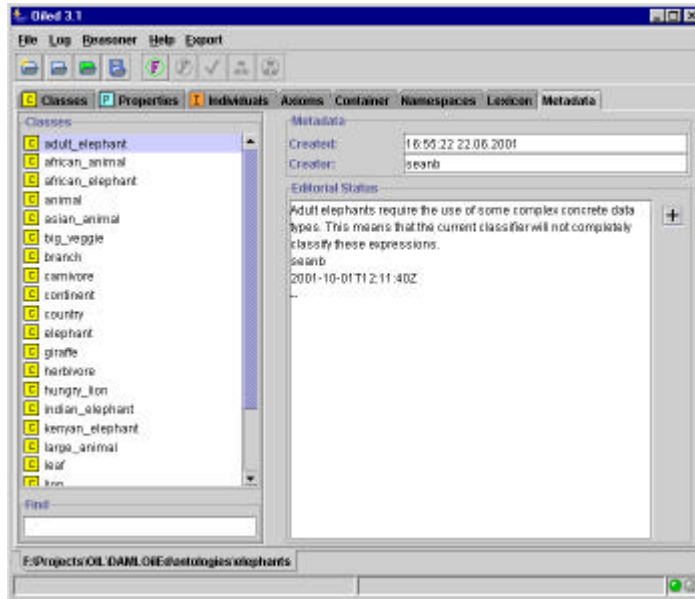 Oiled 3.1
File Log Reasoner Help Export
C Classes P Properties I Individuals Axioms Container Namespaces Lexicon Metadata
Classes
C adult_elephant
C african_animal
C african_elephant
C animal
C asian_animal
C big_veggie
C branch
C carnivore
C continent
C country
C elephant
C giraffe
C herbivore
C hungry_lion
C indian_elephant
C kenyan_elephant
C large_animal
C leaf
C lion
Find
Metadata
Created: 16:55:22 22.06.2001
Creator: seanb
Editorial Status
Adult elephants require the use of some complex concrete data
types. This means that the current classifier will not completely
classify these expressions.
seanb
2001-10-01T12:11:40Z
--
+
F:\Projects\OIL\DAMLOilEd\ontologies\elephants